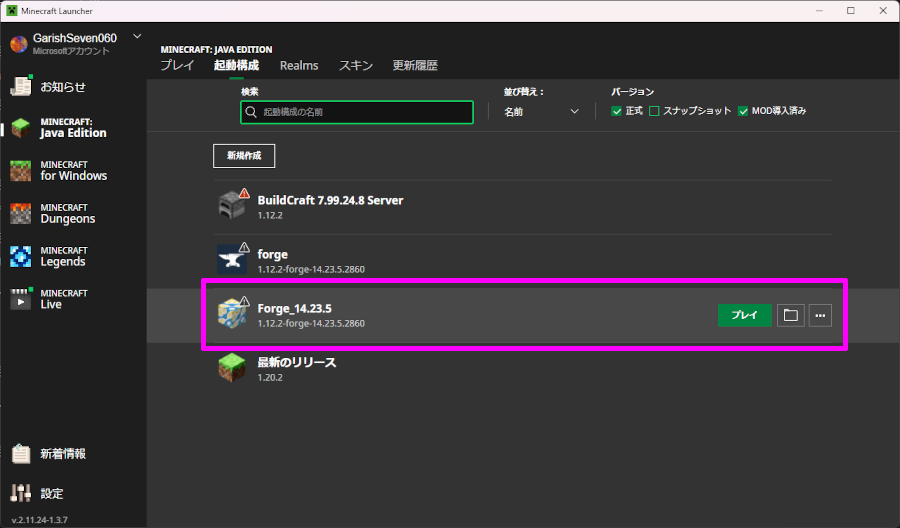 Minecraft Launcher
GarishSeven060
Microsoftアカウント
お知らせ
MINECRAFT:
Java Edition
MINECRAFT
for Windows
MINECRAFT
Dungeons
MINECRAFT
Legends
MINECRAFT
Live
新着情報
設定
v.2.11.24-1.3.7
MINECRAFT: JAVA EDITION
プレイ 起動構成 Realms スキン 更新履歴
検索 並び替え： バージョン
起動構成の名前 名前 正式 スナップショット MOD導入済み
新規作成
BuildCraft 7.99.24.8 Server
1.12.2
forge
1.12.2-forge-14.23.5.2860
Forge_14.23.5
1.12.2-forge-14.23.5.2860
プレイ
最新のリリース
1.20.2